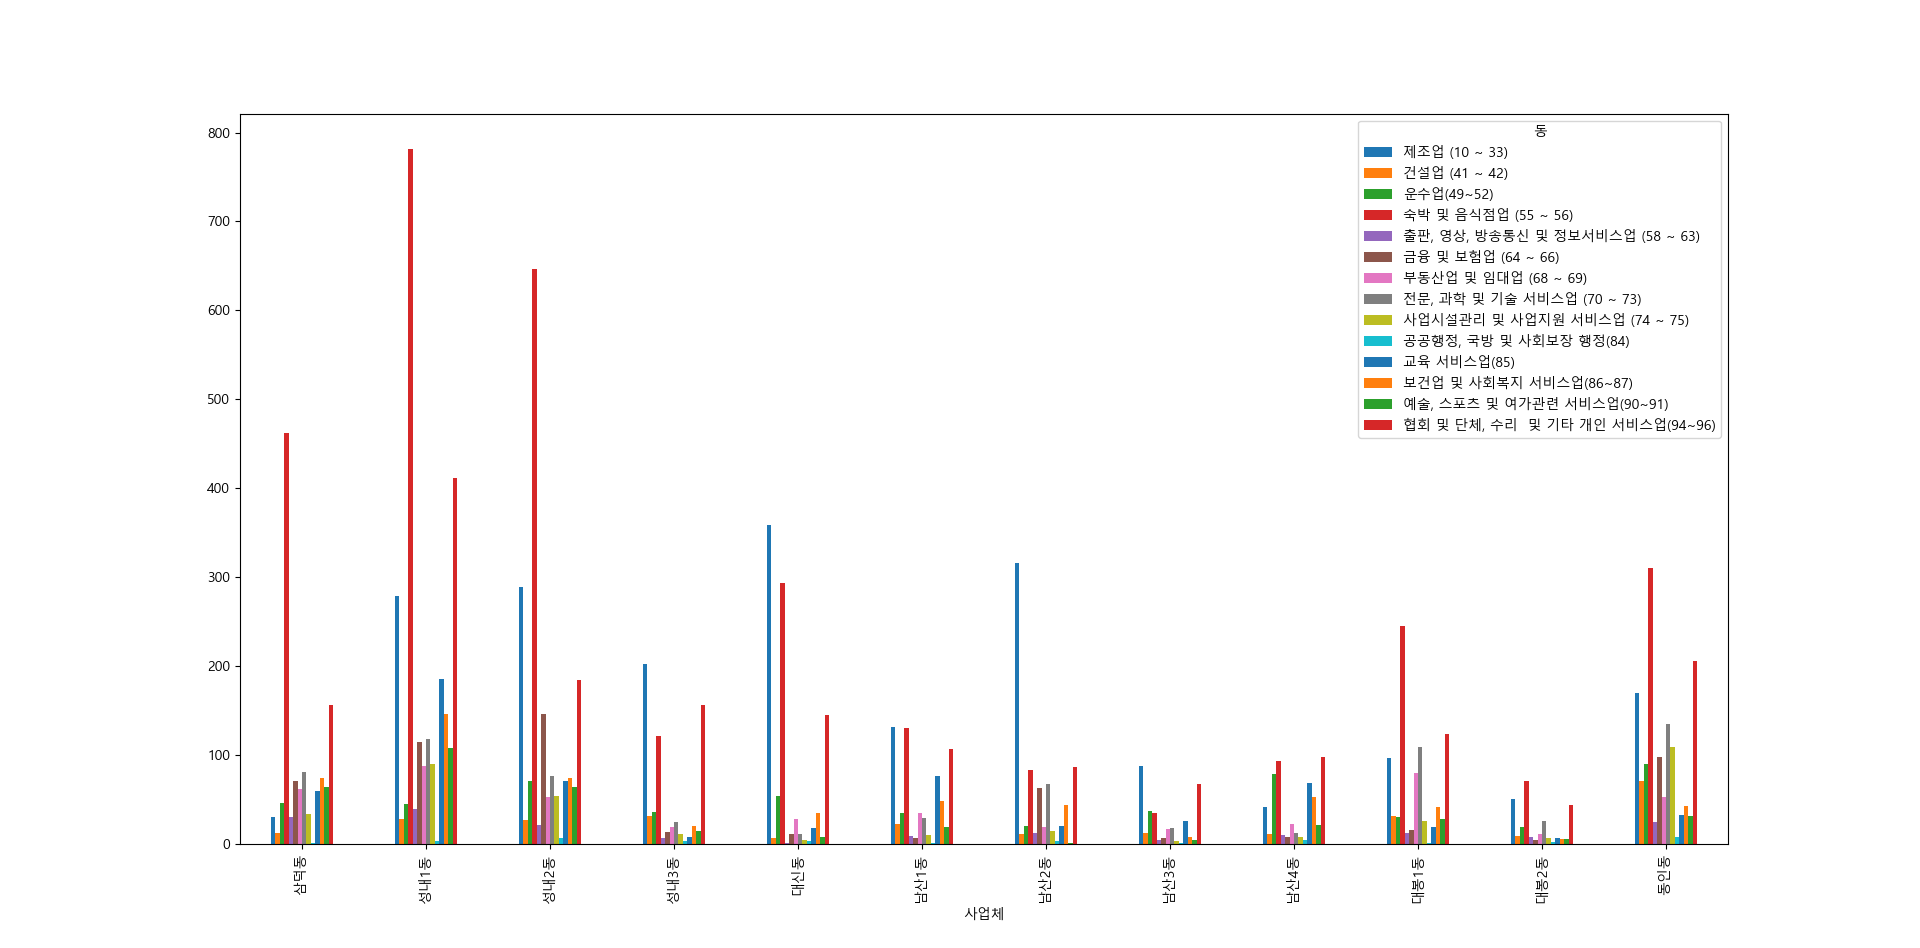 동
제조업 (10 ~ 33)
건설업 (41 ~ 42)
운수업(49~52)
숙박 및 음식점업 (55 ~ 56)
출판, 영상, 방송통신 및 정보서비스업 (58 ~ 63)
금융 및 보험업 (64 ~ 66)
부동산업 및 임대업 (68 ~ 69)
전문, 과학 및 기술 서비스업 (70 ~ 73)
사업시설관리 및 사업지원 서비스업 (74 ~ 75)
공공행정, 국방 및 사회보장 행정(84)
교육 서비스업(85)
보건업 및 사회복지 서비스업(86~87)
예술, 스포츠 및 여가관련 서비스업(90~91)
협회 및 단체, 수리  및 기타 개인 서비스업(94~96)
800
700
600
500
400
300
200
100
0
삼덕동
성내1동
성내2동
성내3동
대신동
남산1동
남산2동
남산3동
남산4동
대봉1동
대봉2동
동인동
사업체